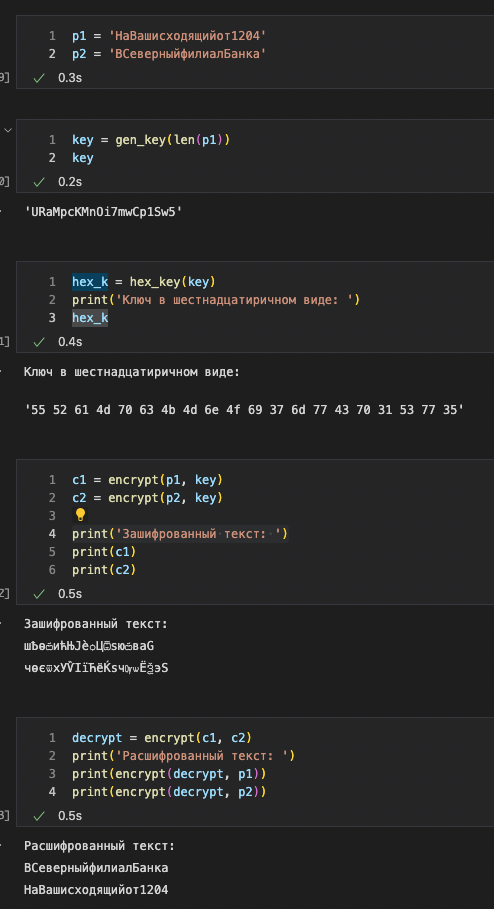 1 p1 = 'НаВашисходящийот1204'
2 p2 = 'ВСеверныйфилиалБанка'
9] 0.3s
1 key = gen_key(len(p1))
2 key
0] 0.2s
'URaMpcKMnOi7mwCp1Sw5'
1 hex_k = hex_key(key)
2 print('Ключ в шестнадцатиричном виде: ')
3 hex_k
1] 0.4s
Ключ в шестнадцатиричном виде:
'55 52 61 4d 70 63 4b 4d 6e 4f 69 37 6d 77 43 70 31 53 77 35'
1 c1 = encrypt(p1, key)
2 c2 = encrypt(p2, key)
3
4 print('Зашифрованный текст: ')
5 print(c1)
6 print(c2)
2] 0.5s
Зашифрованный текст:
шѢѳѽићЊЈѐѻЦѾѕюѽвaG
чѳєѿхУѶІїЋёЌѕчѸѡЁѮэЅ
1 decrypt = encrypt(c1, c2)
2 print('Расшифрованный текст: ')
3 print(encrypt(decrypt, p1))
4 print(encrypt(decrypt, p2))
3] 0.5s
Расшифрованный текст:
ВСеверныйфилиалБанка
НаВашисходящийот1204